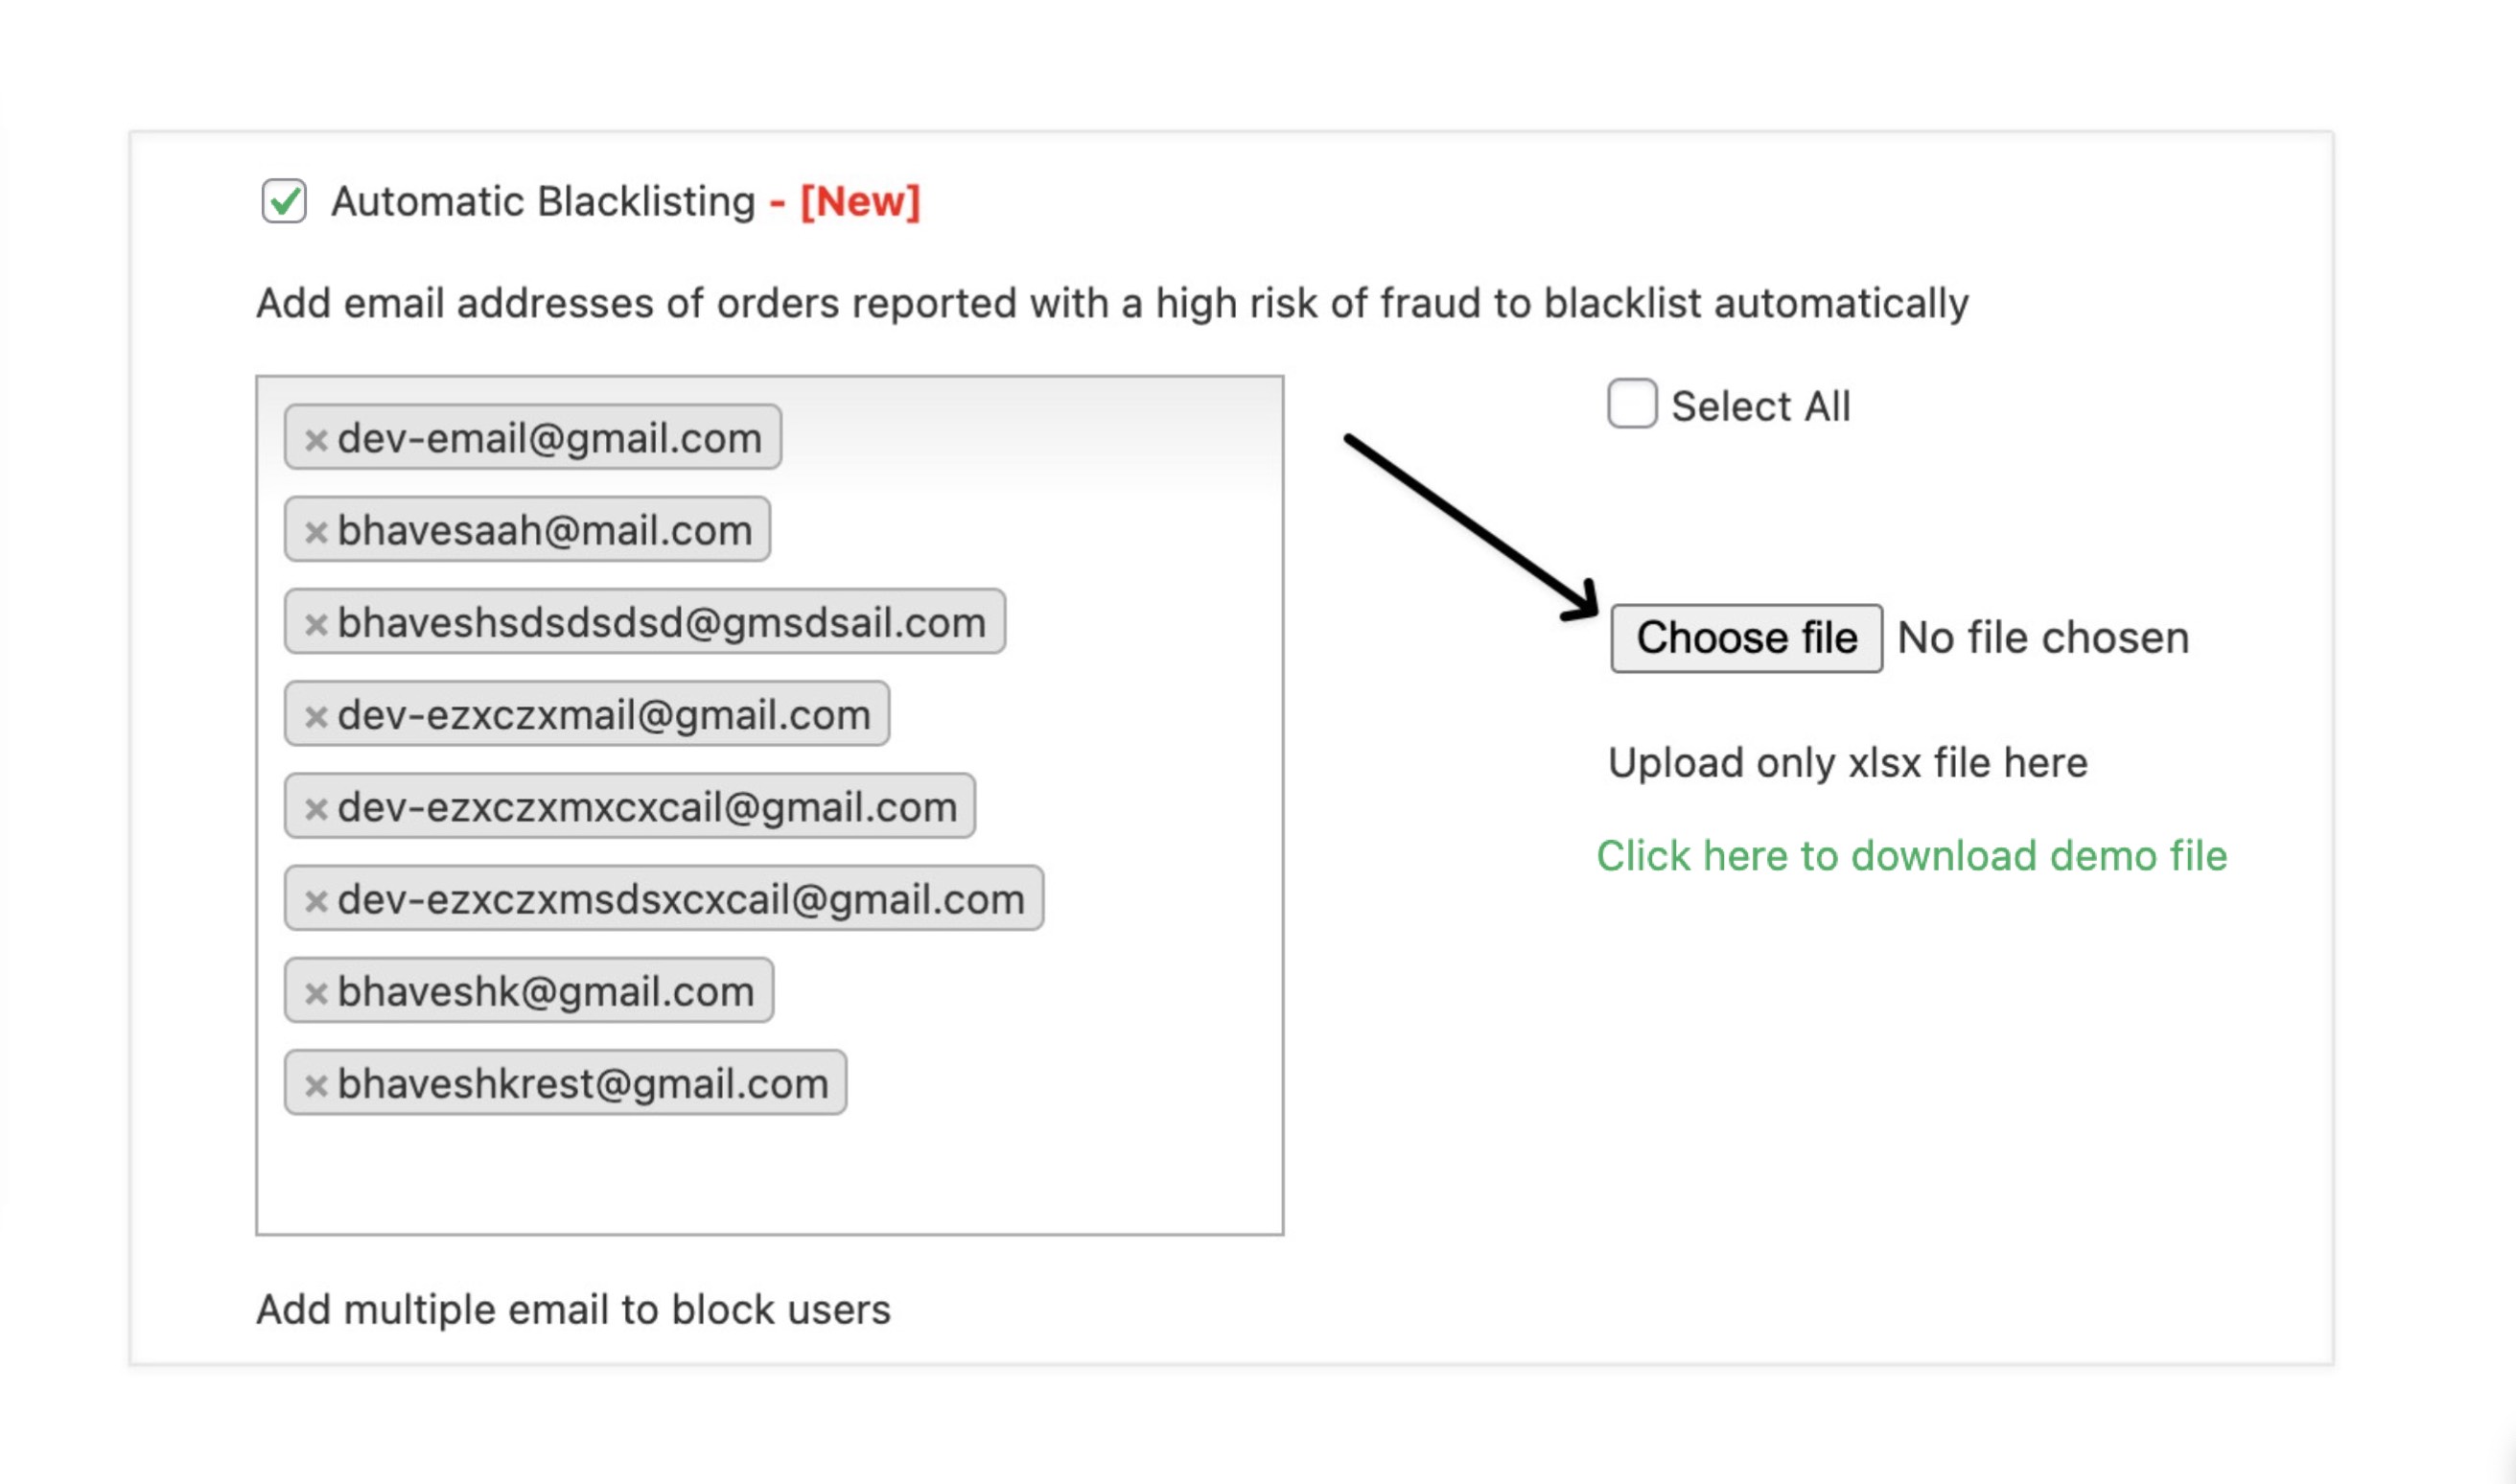 Automatic Blacklisting - [New]
Add email addresses of orders reported with a high risk of fraud to blacklist automatically
× dev-email@gmail.com
× bhavesaah@mail.com
× bhaveshsdsdsdsd@gmsdsail.com
× dev-ezxczxmail@gmail.com
× dev-ezxczxmxcxcail@gmail.com
× dev-ezxczxmsdsxcxcail@gmail.com
× bhaveshk@gmail.com
× bhaveshkrest@gmail.com
Add multiple email to block users
Select All
Choose file No file chosen
Upload only xlsx file here
Click here to download demo file